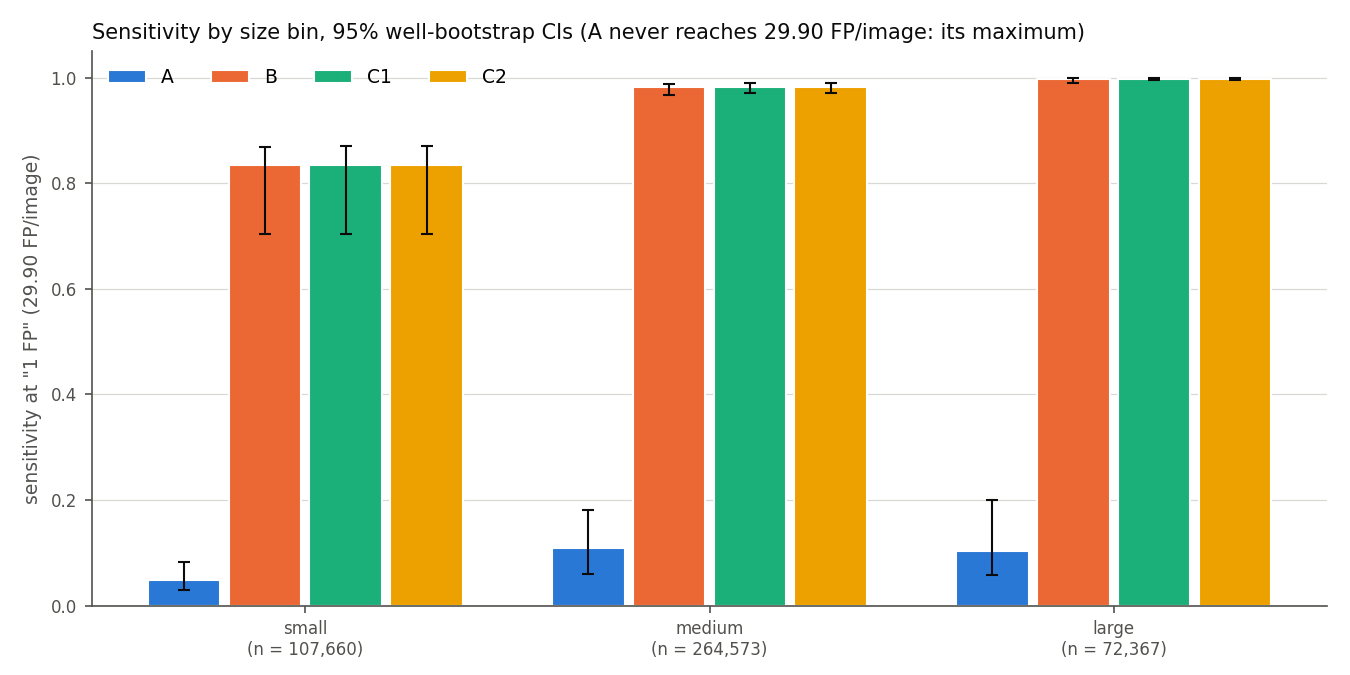 Sensitivity by size bin, 95% well-bootstrap CIs (A never reaches 29.90 FP/image: its maximum)
A B C1 C2
sensitivity at "1 FP" (29.90 FP/image)
1.0
0.8
0.6
0.4
0.2
0.0
small medium large
(n = 107,660) (n = 264,573) (n = 72,367)